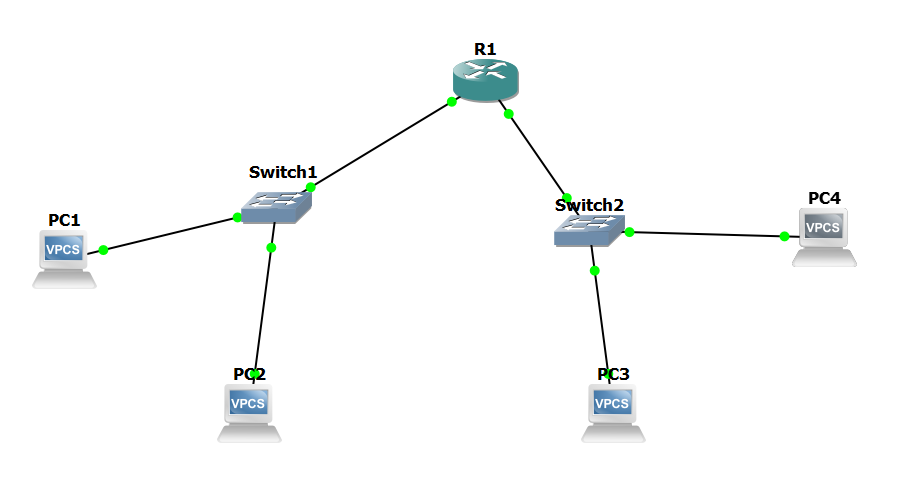 R1
Switch1
PC1
VPCS
Switch2
PC4
VPCS
PC2
VPCS
PC3
VPCS